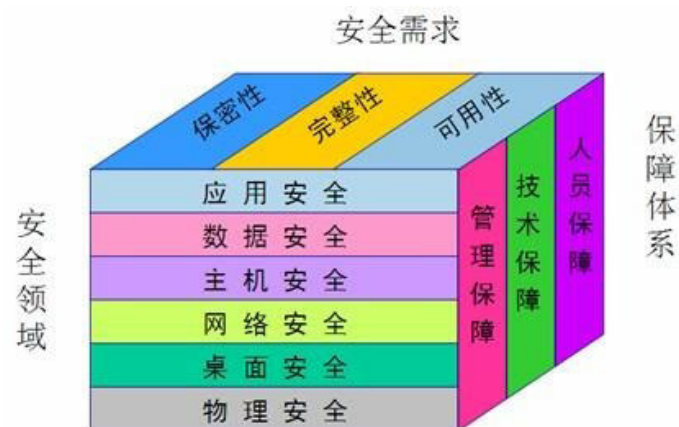 安全需求
保密性
完整性
可用性
安全领域
应用安全
数据安全
主机安全
网络安全
桌面安全
物理安全
管理保障
技术保障
人员保障
保障体系